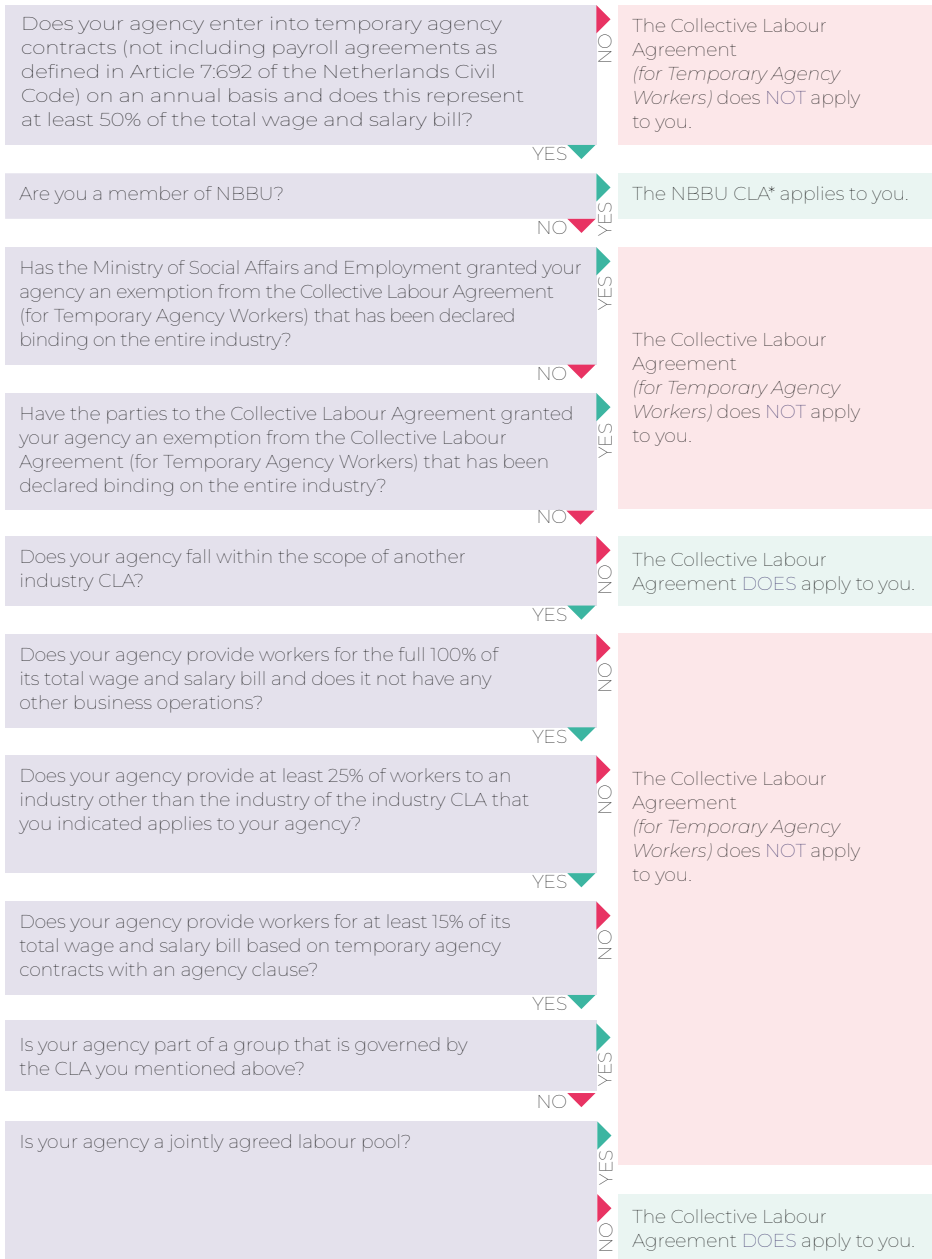 Does your agency enter into temporary agency
contracts (not including payroll agreements as
defined in Article 7:692 of the Netherlands Civil
Code) on an annual basis and does this represent
at least 50% of the total wage and salary bill?
NO
The Collective Labour
Agreement
(for Temporary Agency
Workers) does NOT apply
to you.
YES
Are you a member of NBBU?
YES
The NBBU CLA* applies to you.
NO
Has the Ministry of Social Affairs and Employment granted your
agency an exemption from the Collective Labour Agreement
(for Temporary Agency Workers) that has been declared
binding on the entire industry?
YES
NO
The Collective Labour
Agreement
(for Temporary Agency
Workers) does NOT apply
to you.
Have the parties to the Collective Labour Agreement granted
your agency an exemption from the Collective Labour
Agreement (for Temporary Agency Workers) that has been
declared binding on the entire industry?
YES
NO
Does your agency fall within the scope of another
industry CLA?
NO
The Collective Labour
Agreement DOES apply to you.
YES
Does your agency provide workers for the full 100% of
its total wage and salary bill and does it not have any
other business operations?
NO
YES
Does your agency provide at least 25% of workers to an
industry other than the industry of the industry CLA that
you indicated applies to your agency?
NO
The Collective Labour
Agreement
(for Temporary Agency
Workers) does NOT apply
to you.
YES
Does your agency provide workers for at least 15% of its
total wage and salary bill based on temporary agency
contracts with an agency clause?
NO
YES
Is your agency part of a group that is governed by
the CLA you mentioned above?
YES
NO
Is your agency a jointly agreed labour pool?
YES
NO
The Collective Labour
Agreement DOES apply to you.